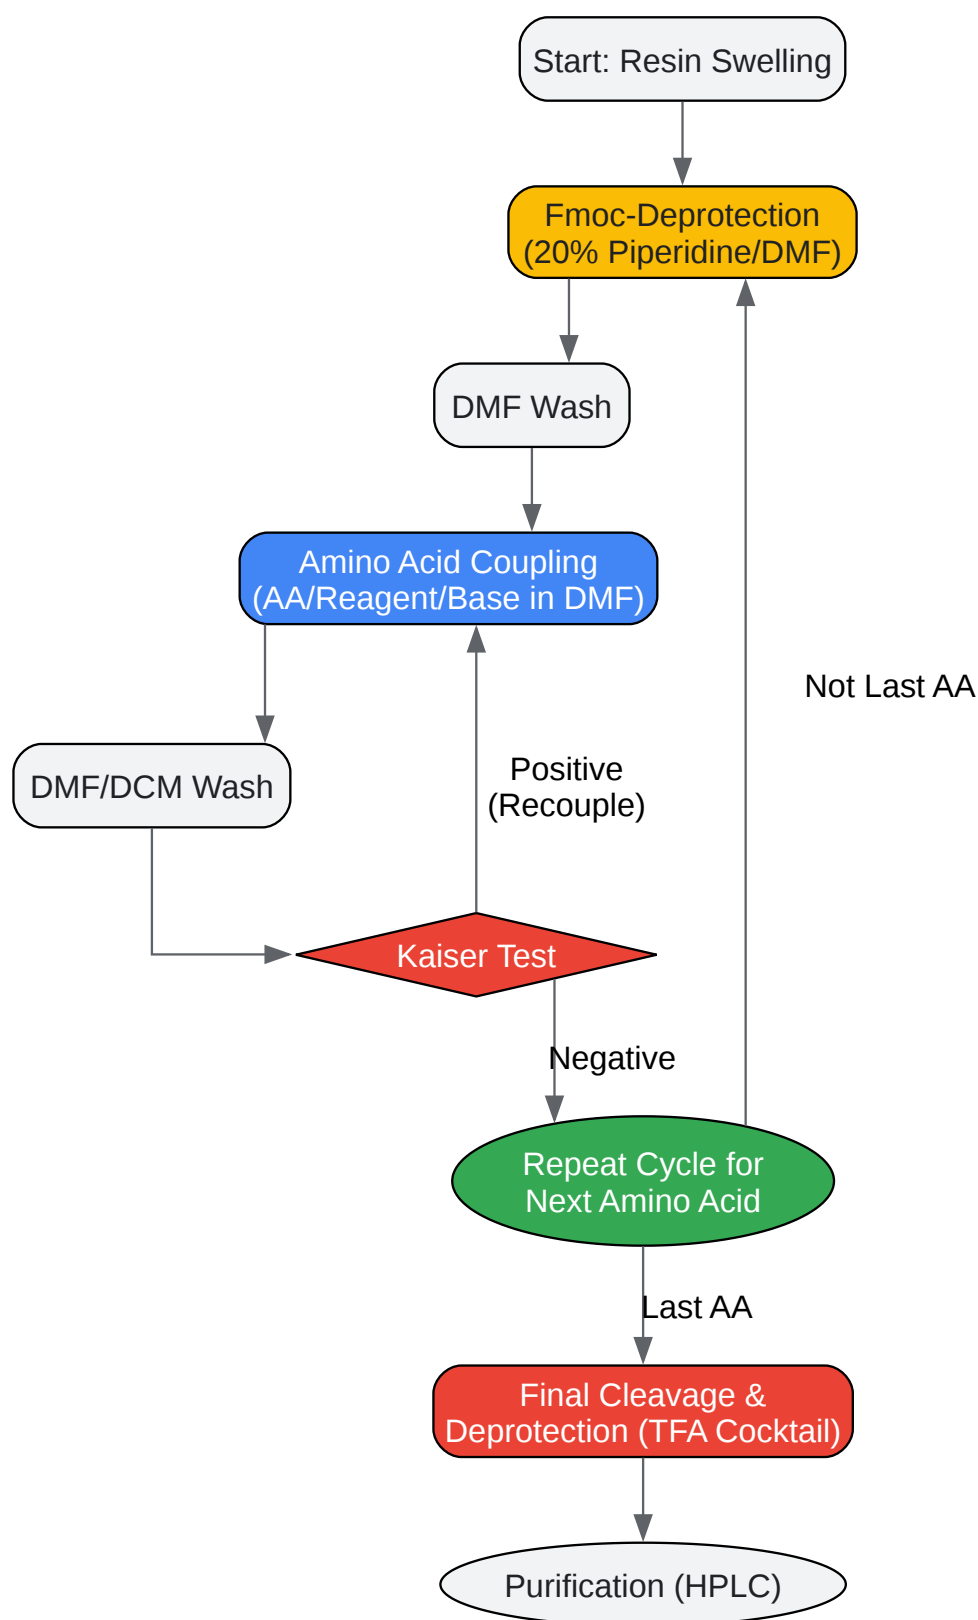 Start: Resin Swelling
Fmoc-Deprotection
(20% Piperidine/DMF)
DMF Wash
Amino Acid Coupling
(AA/Reagent/Base in DMF)
Not Last AA
Positive
(Recouple)
DMF/DCM Wash
Kaiser Test
Negative
Repeat Cycle for
Next Amino Acid
Last AA
Final Cleavage &
Deprotection (TFA Cocktail)
Purification (HPLC)